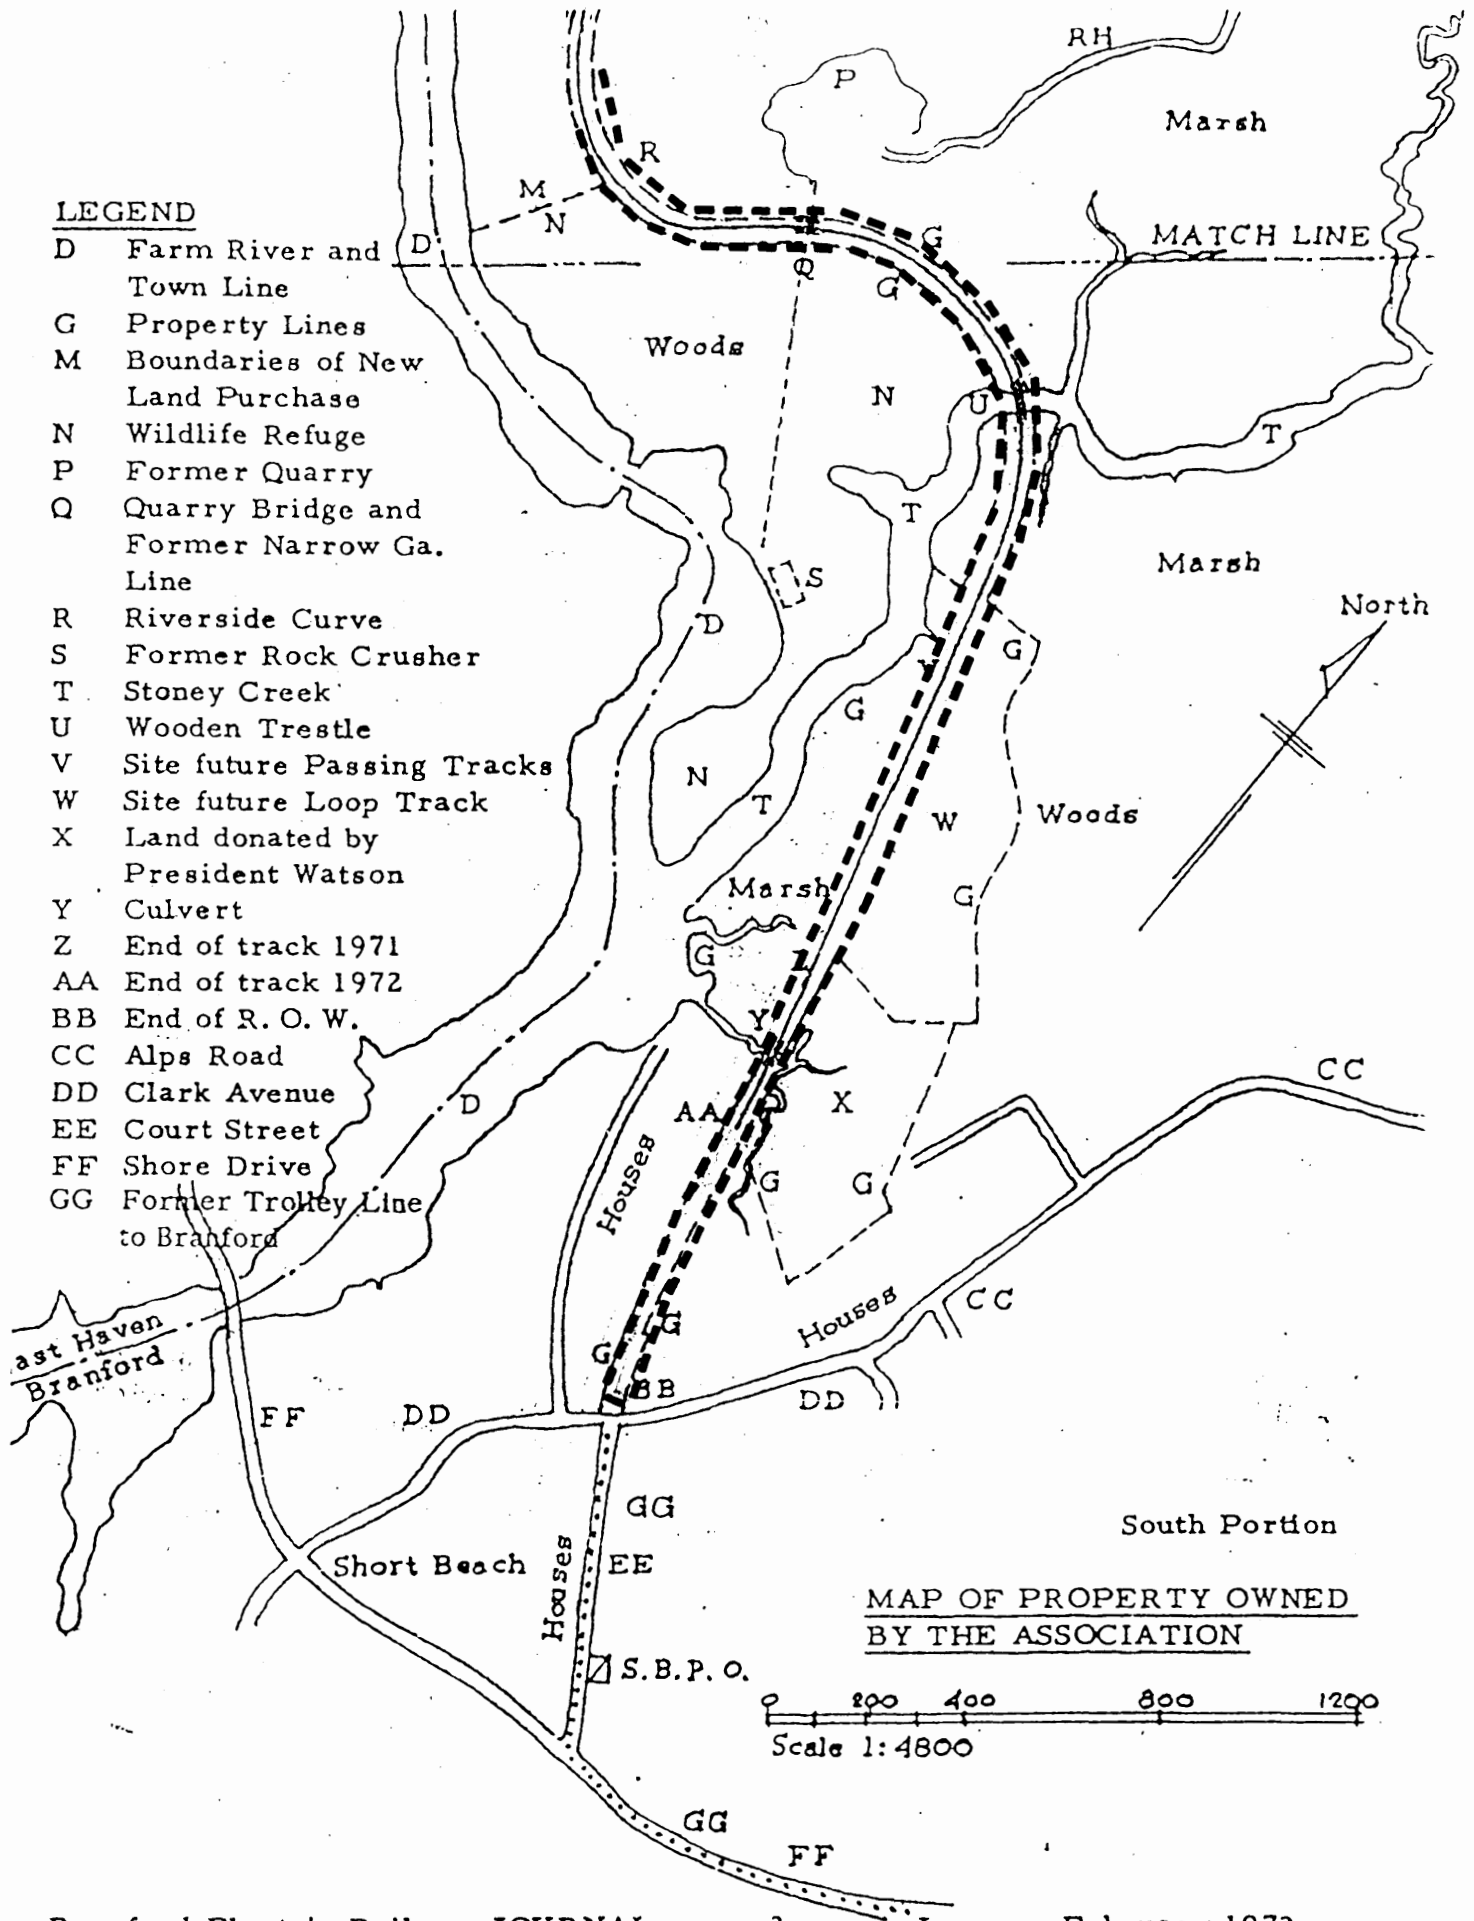 RH
P
Marsh
R
M
N
LEGEND
D Farm River and
Town Line
G Property Lines
M Boundaries of New
Land Purchase
N Wildlife Refuge
P Former Quarry
Q Quarry Bridge and
Former Narrow Ga.
Line
R Riverside Curve
S Former Rock Crusher
T Stoney Creek
U Wooden Trestle
V Site future Passing Tracks
W Site future Loop Track
X Land donated by
President Watson
Y Culvert
Z End of track 1971
AA End of track 1972
BB End of R. O. W.
CC Alps Road
DD Clark Avenue
EE Court Street
FF Shore Drive
GG Former Trolley Line
to Branford
D
G
MATCH LINE
Q
G
Woods
N
U
T
T
Marsh
S
North
D
G
G
N
T
W
Woods
Marsh
G
G
Y
CC
D
AA
X
Houses
G
G
CC
Houses
G
G
East Haven
Branford
BB
DD
FF
DD
GG
South Portion
Short Beach
EE
Houses
MAP OF PROPERTY OWNED
BY THE ASSOCIATION
S.B.P.O.
0 200 400 800 1200
Scale 1:4800
GG
FF